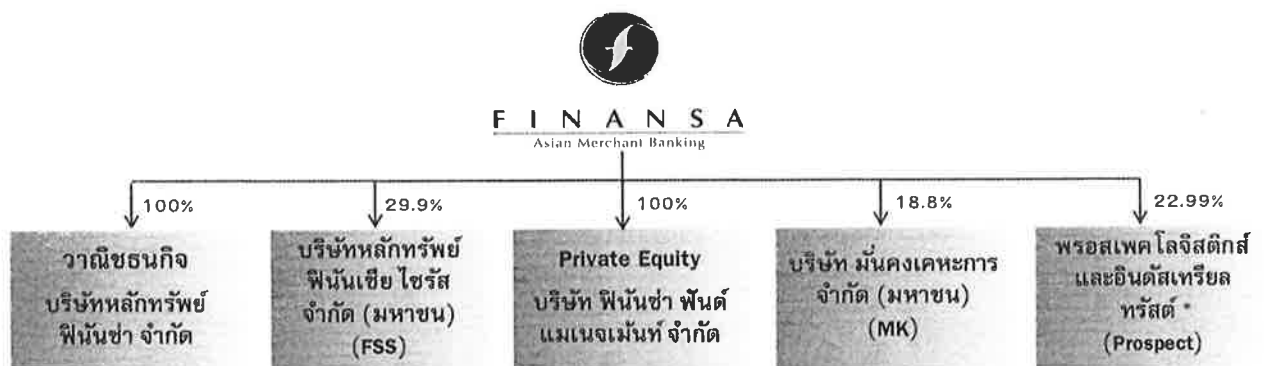 FINANSA
Asian Merchant Banking
100%
29.9%
100%
18.8%
22.99%
วาณิชธนกิจ
บริษัทหลักทรัพย์
ฟินันซ่า จำกัด
บริษัทหลักทรัพย์
ฟินันเซีย ไซรัส
จำกัด (มหาชน)
(FSS)
Private Equity
บริษัท ฟินันซ่า ฟันด์
แมเนจเม้นท์ จำกัด
บริษัท มั่นคงเคหะการ
จำกัด (มหาชน)
(MK)
พรอสเพค โลจิสติกส์
และอินดัสเทรียล
ทรัสต์ *
(Prospect)